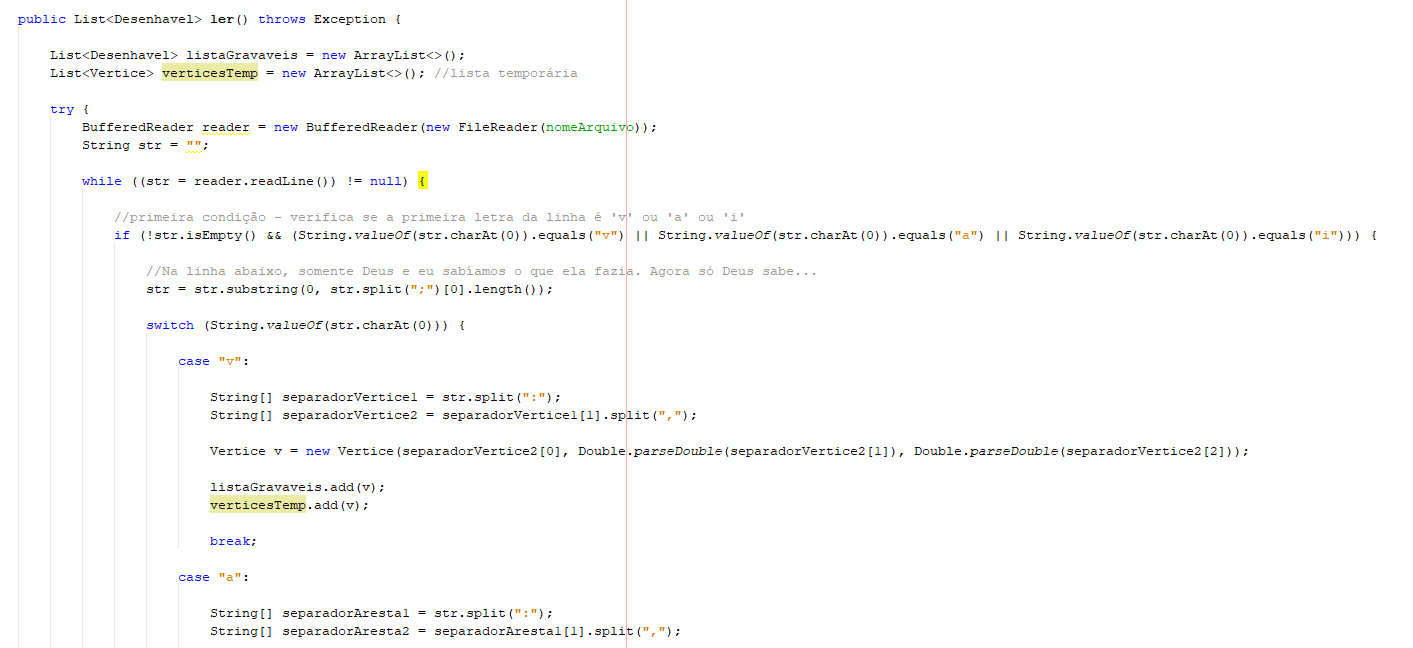 public List<Desenhavel> ler() throws Exception {
List<Desenhavel> listaGravaveis = new ArrayList<>();
List<Vertice> verticesTemp = new ArrayList<>(); //lista temporária
try {
BufferedReader reader = new BufferedReader(new FileReader(nomeArquivo));
String str = "";
while ((str = reader.readLine()) != null) {
//primeira condição - verifica se a primeira letra da linha é 'v' ou 'a' ou 'i'
if (!str.isEmpty() && (String.valueOf(str.charAt(0)).equals("v") || String.valueOf(str.charAt(0)).equals("a") || String.valueOf(str.charAt(0)).equals("i"))) {
//Na linha abaixo, somente Deus e eu sabíamos o que ela fazia. Agora só Deus sabe...
str = str.substring(0, str.split(";")[0].length());
switch (String.valueOf(str.charAt(0))) {
case "v":
String[] separadorVertice1 = str.split(":");
String[] separadorVertice2 = separadorVertice1[1].split(",");
Vertice v = new Vertice(separadorVertice2[0], Double.parseDouble(separadorVertice2[1]), Double.parseDouble(separadorVertice2[2]));
listaGravaveis.add(v);
verticesTemp.add(v);
break;
case "a":
String[] separadorAresta1 = str.split(":");
String[] separadorAresta2 = separadorAresta1[1].split(",");